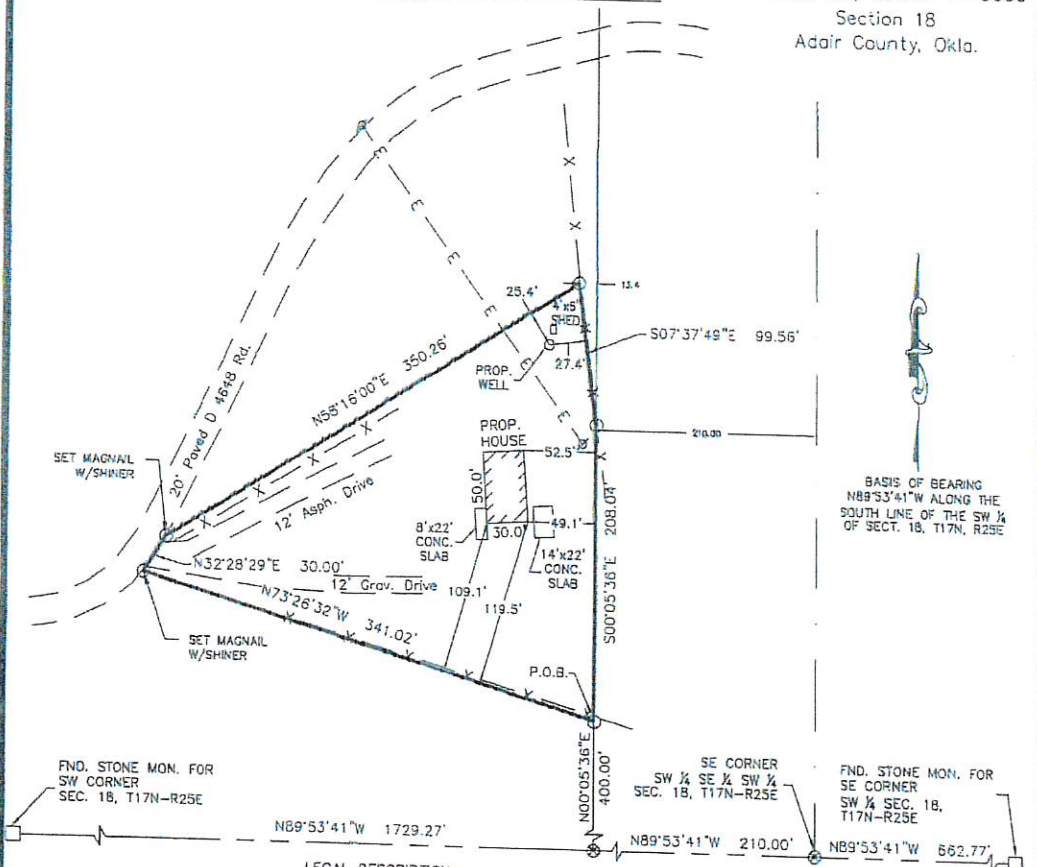 Section 18
Adair County, Okla.
13.4
25.4'
4'x5'
SHED
S07°37'49"E 99.56'
27.4'
PROP.
WELL
N58°16'00"E 350.26'
20' Paved D 4648 Rd.
PROP.
HOUSE
52.5'
210.00
SET MAGNAIL
W/SHINER
12' Asph. Drive
50.0'
BASIS OF BEARING
N89°53'41"W ALONG THE
SOUTH LINE OF THE SW ¼
OF SECT. 18, T17N, R25E
8'x22'
CONC.
SLAB
30.0'
49.1'
208.04'
14'x22'
CONC.
SLAB
N32°28'29"E 30.00'
12' Grav. Drive
109.1'
119.5'
S00°05'36"E
N73°26'32"W 341.02'
SET MAGNAIL
W/SHINER
P.O.B.
N00°05'36"E
400.00'
FND. STONE MON. FOR
SW CORNER
SEC. 18, T17N-R25E
SE CORNER
SW ¼ SE ¼ SW ¼
SEC. 18, T17N-R25E
FND. STONE MON. FOR
SE CORNER
SW ¼ SEC. 18,
T17N-R25E
N89°53'41"W 1729.27'
N89°53'41"W 210.00'
N89°53'41"W 662.77'